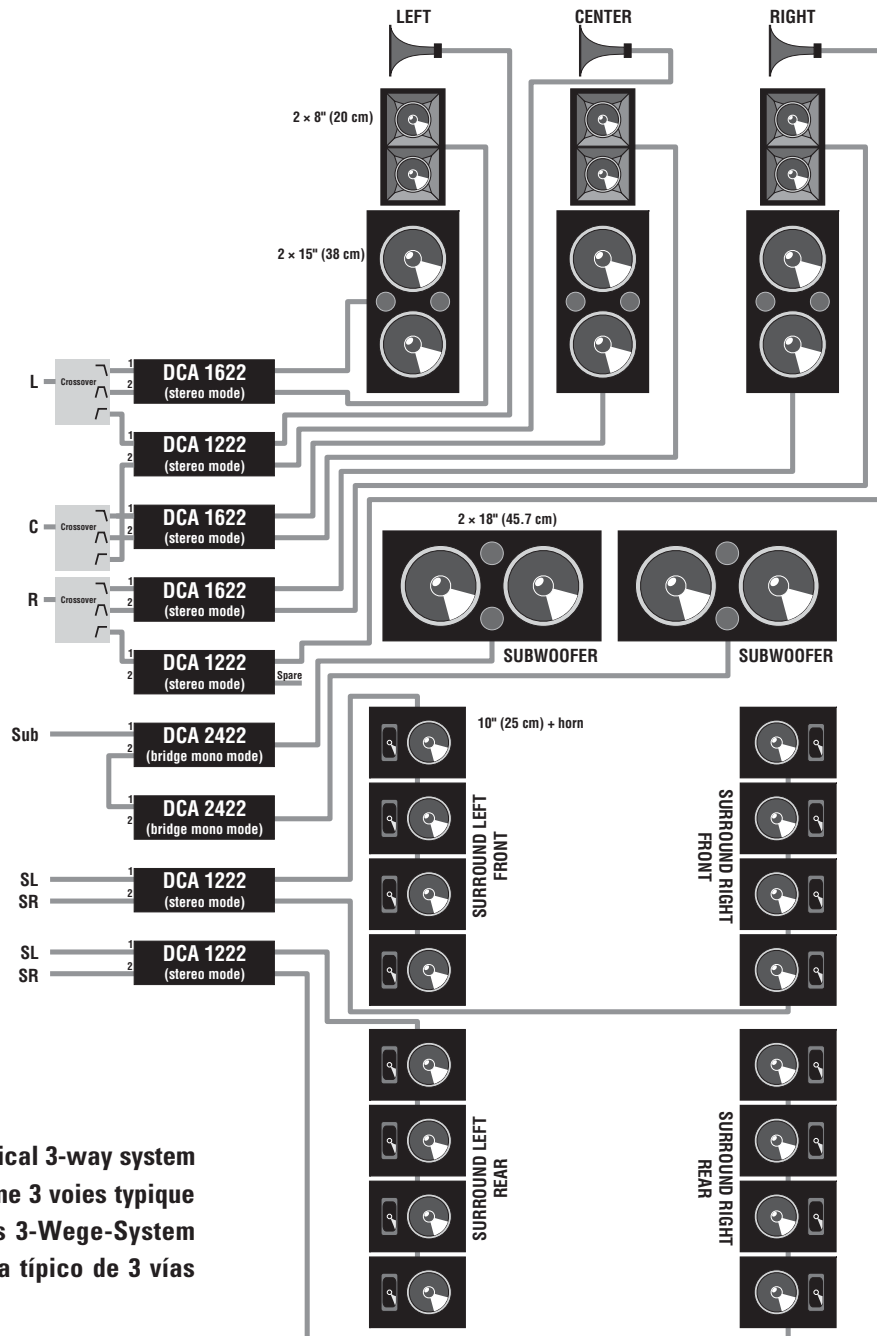 LEFT
CENTER
RIGHT
2 × 8" (20 cm)
2 × 15" (38 cm)
L
Crossover
1
2
DCA 1622
(stereo mode)
1
2
DCA 1222
(stereo mode)
C
Crossover
1
2
DCA 1622
(stereo mode)
R
Crossover
1
2
DCA 1622
(stereo mode)
1
2
DCA 1222
(stereo mode)
Spare
2 × 18" (45.7 cm)
SUBWOOFER
SUBWOOFER
Sub
1
2
DCA 2422
(bridge mono mode)
1
2
DCA 2422
(bridge mono mode)
10" (25 cm) + horn
SURROUND LEFT
FRONT
SURROUND RIGHT
FRONT
SL
SR
1
2
DCA 1222
(stereo mode)
SL
SR
1
2
DCA 1222
(stereo mode)
SURROUND LEFT
REAR
SURROUND RIGHT
REAR
ical 3-way system
ne 3 voies typique
s 3-Wege-System
a típico de 3 vías